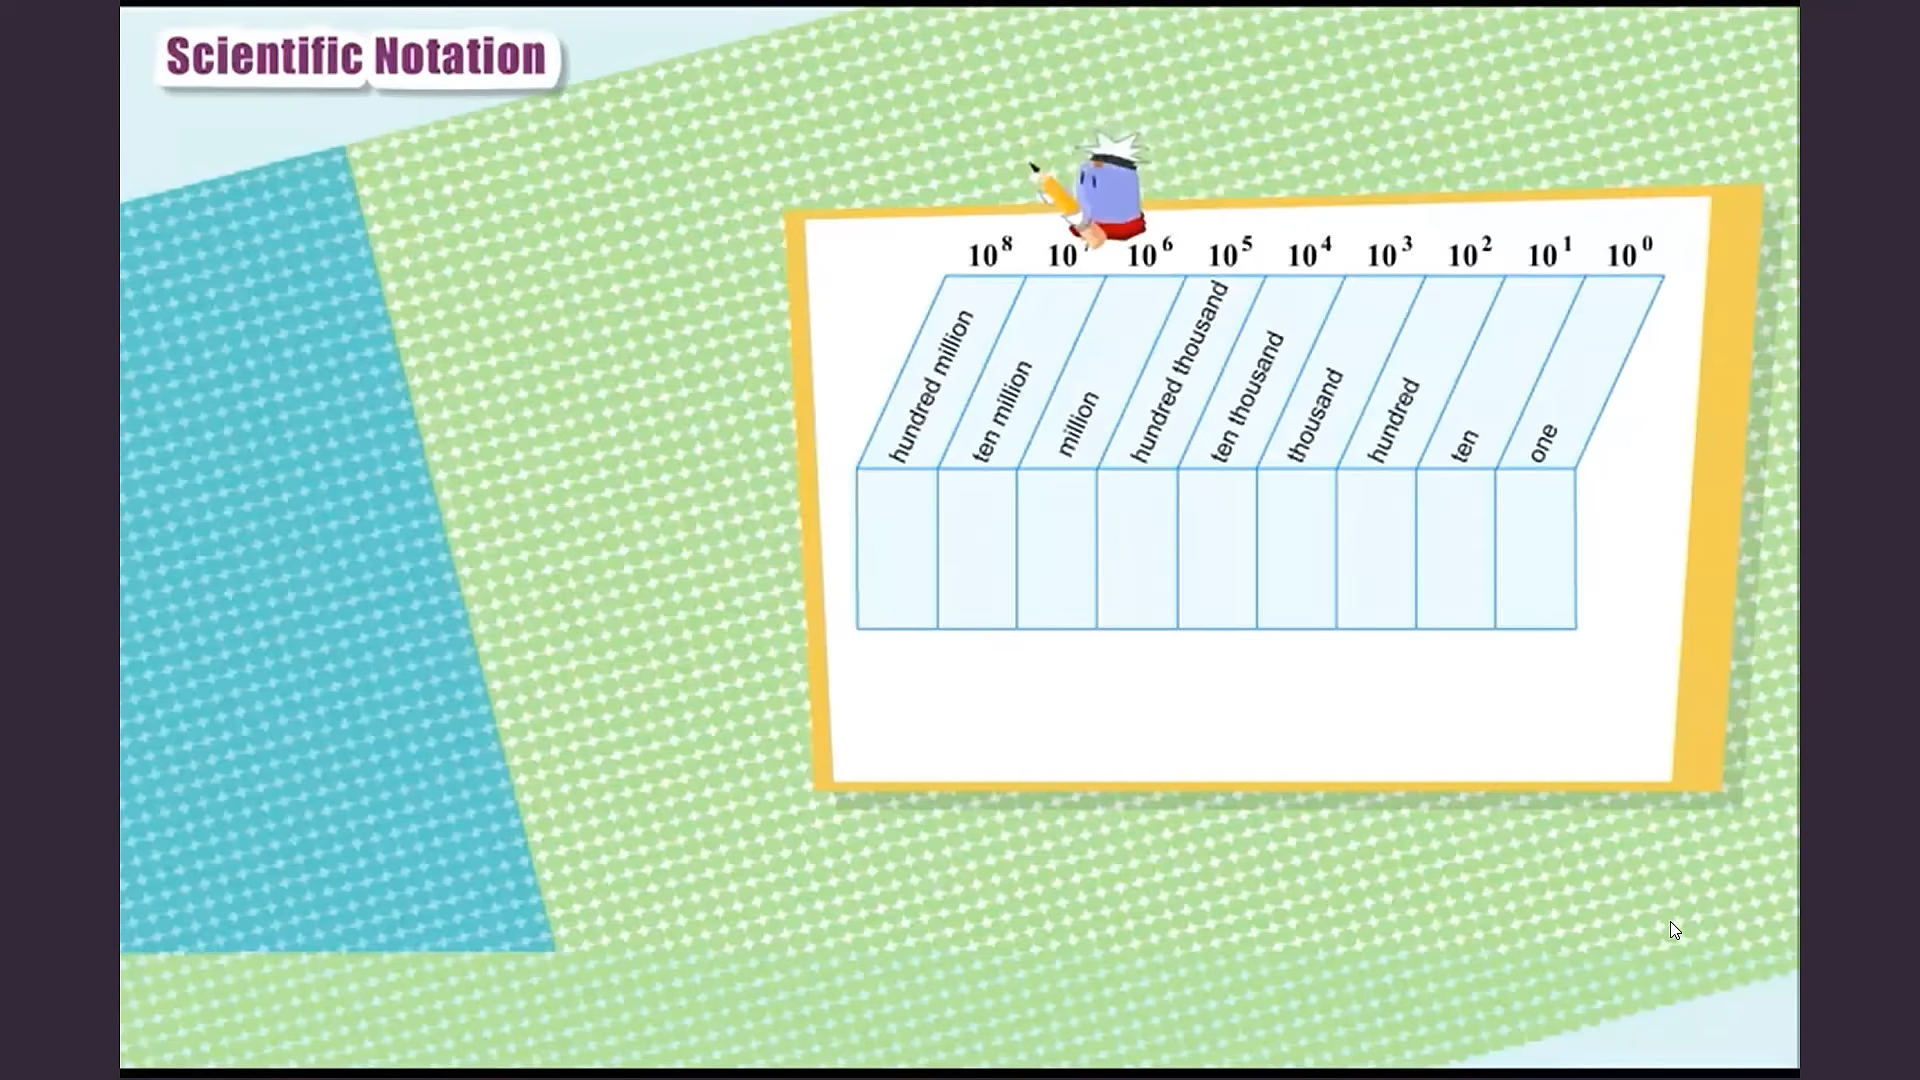 Scientific Notation
10⁸ 10 10⁶ 10⁵ 10⁴ 10³ 10² 10¹ 10⁰
hundred million
ten million
million
hundred thousand
ten thousand
thousand
hundred
ten
one